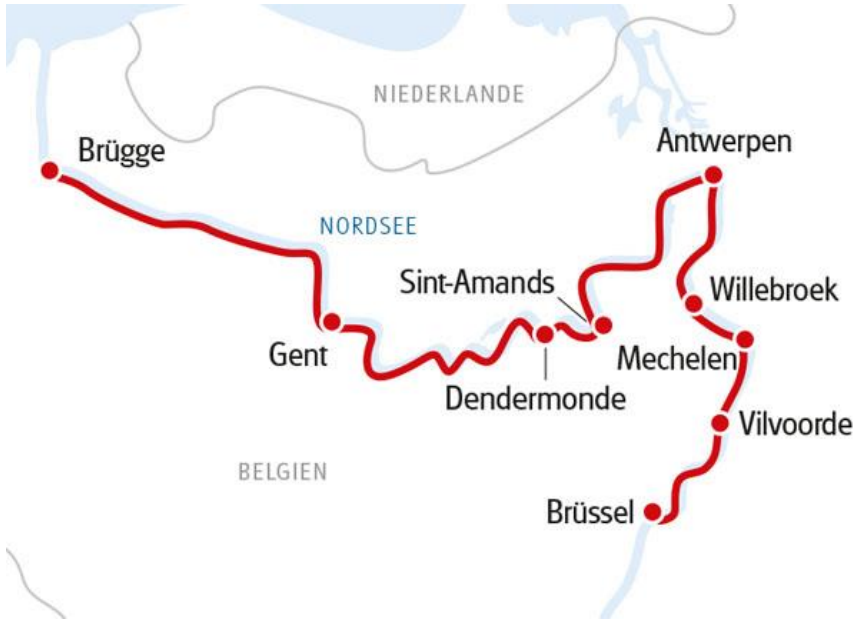 NIEDERLANDE
Antwerpen
Brügge
NORDSEE
Sint-Amands
Willebroek
Gent
Mechelen
Dendermonde
Vilvoorde
BELGIEN
Brüssel